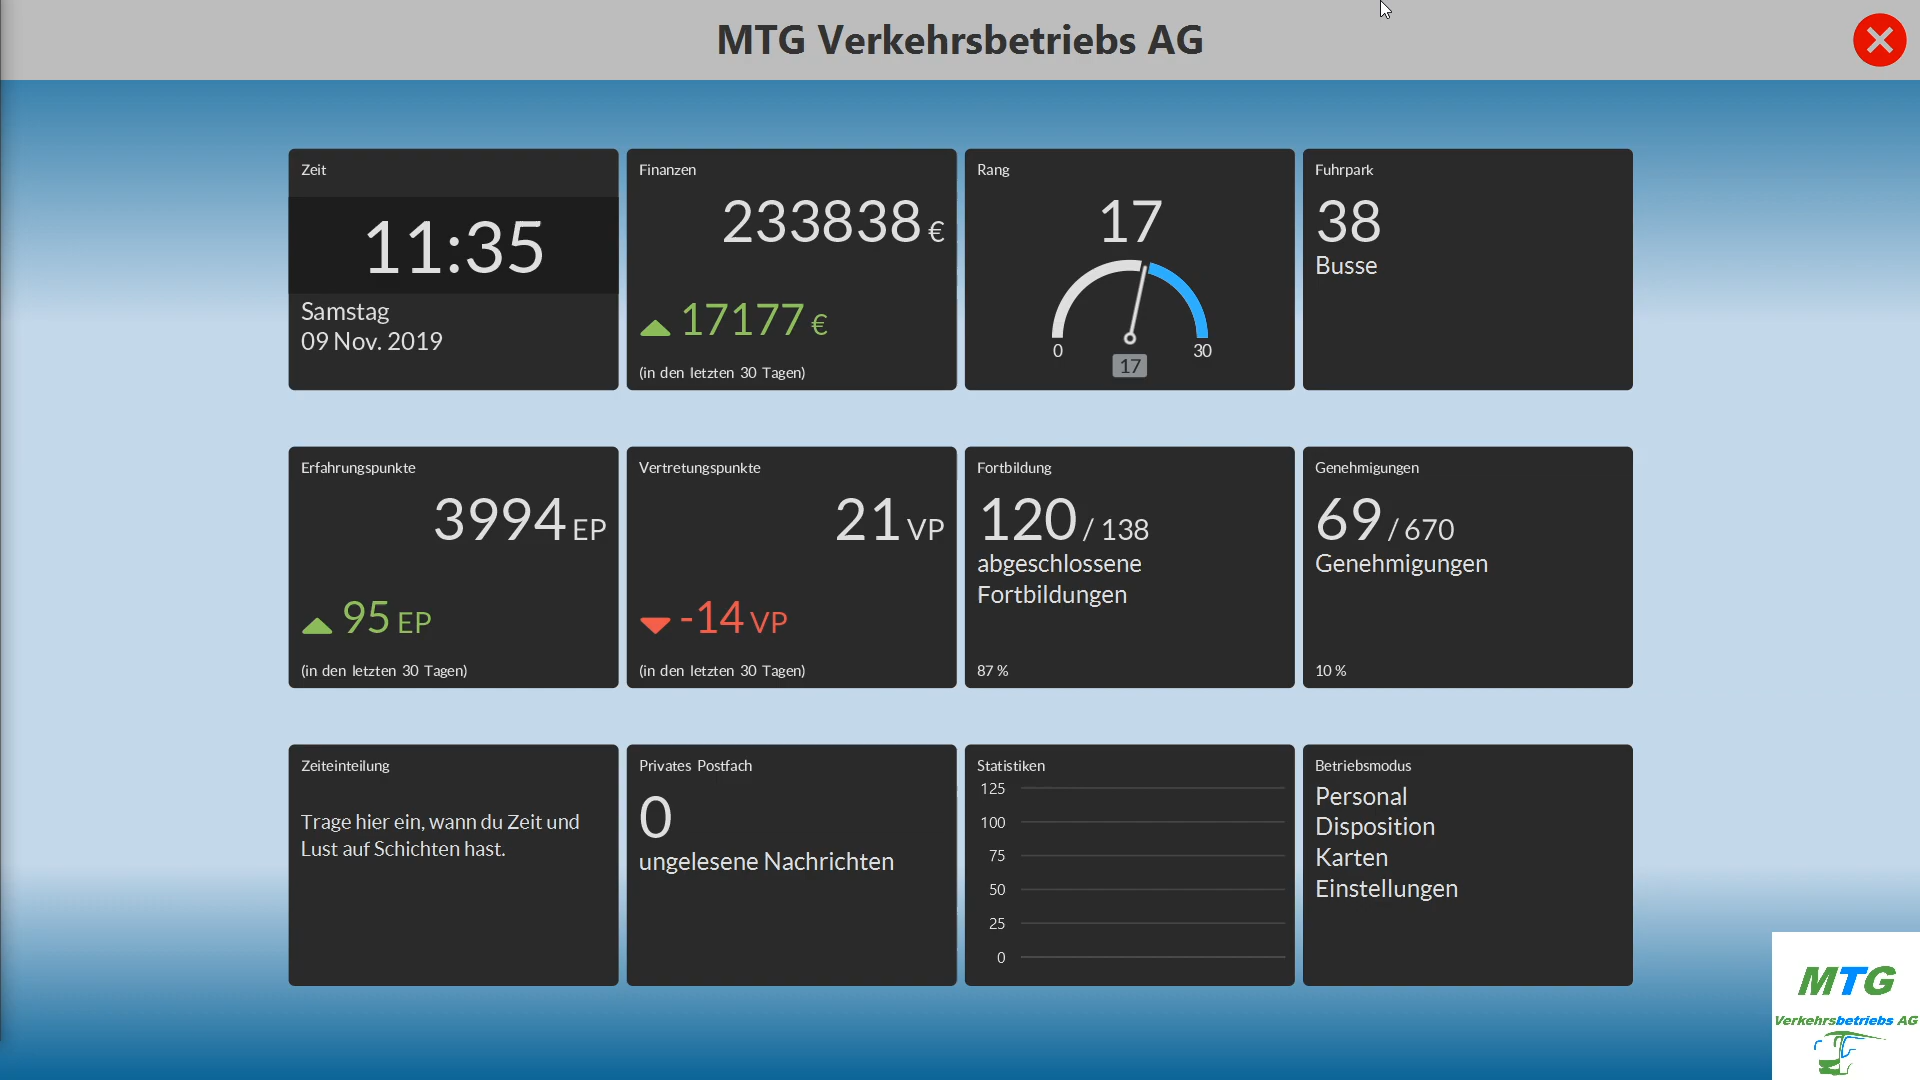 MTG Verkehrsbetriebs AG
Zeit
11:35
Samstag
09 Nov. 2019
Finanzen
233838 €
17177 €
(in den letzten 30 Tagen)
Rang
17
0
30
17
Fuhrpark
38
Busse
Erfahrungspunkte
3994 EP
95 EP
(in den letzten 30 Tagen)
Vertretungspunkte
21 VP
-14 VP
(in den letzten 30 Tagen)
Fortbildung
120 / 138
abgeschlossene
Fortbildungen
87 %
Genehmigungen
69 / 670
Genehmigungen
10 %
Zeiteinteilung
Trage hier ein, wann du Zeit und
Lust auf Schichten hast.
Privates Postfach
0
ungelesene Nachrichten
Statistiken
125
100
75
50
25
0
Betriebsmodus
Personal
Disposition
Karten
Einstellungen
MTG
Verkehrsbetriebs AG